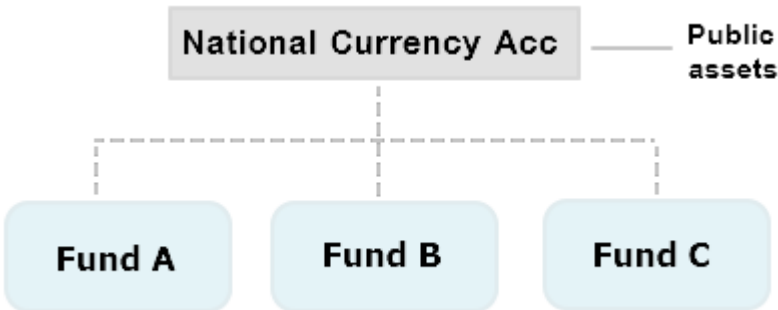 National Currency Acc
Public
assets
Fund A
Fund B
Fund C